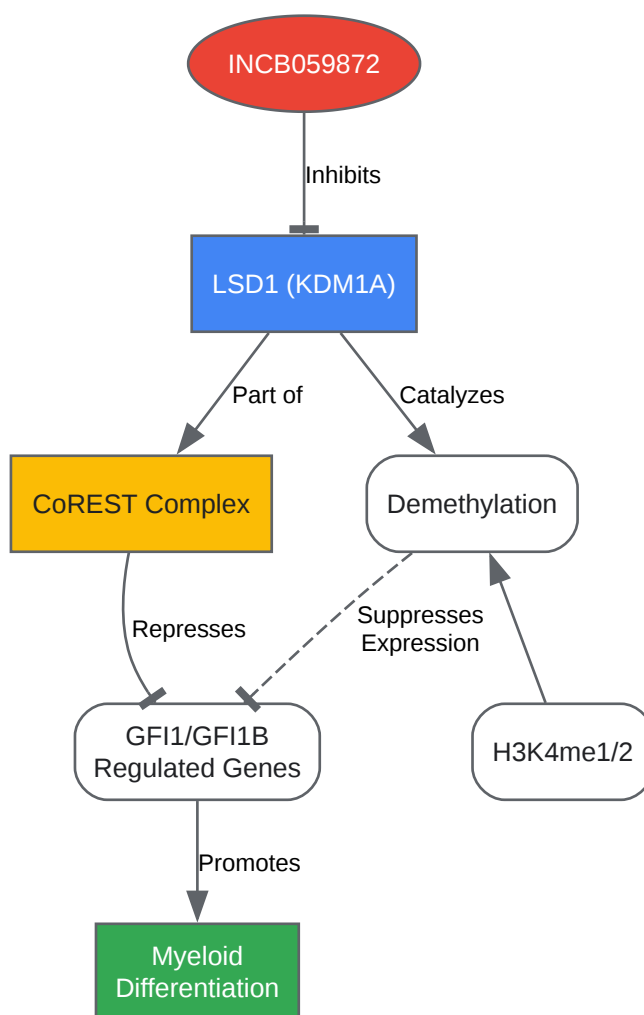 INCB059872
Inhibits
LSD1 (KDM1A)
Part of
Catalyzes
CoREST Complex
Demethylation
Represses
Suppresses
Expression
GFI1/GFI1B
Regulated Genes
H3K4me1/2
Promotes
Myeloid
Differentiation